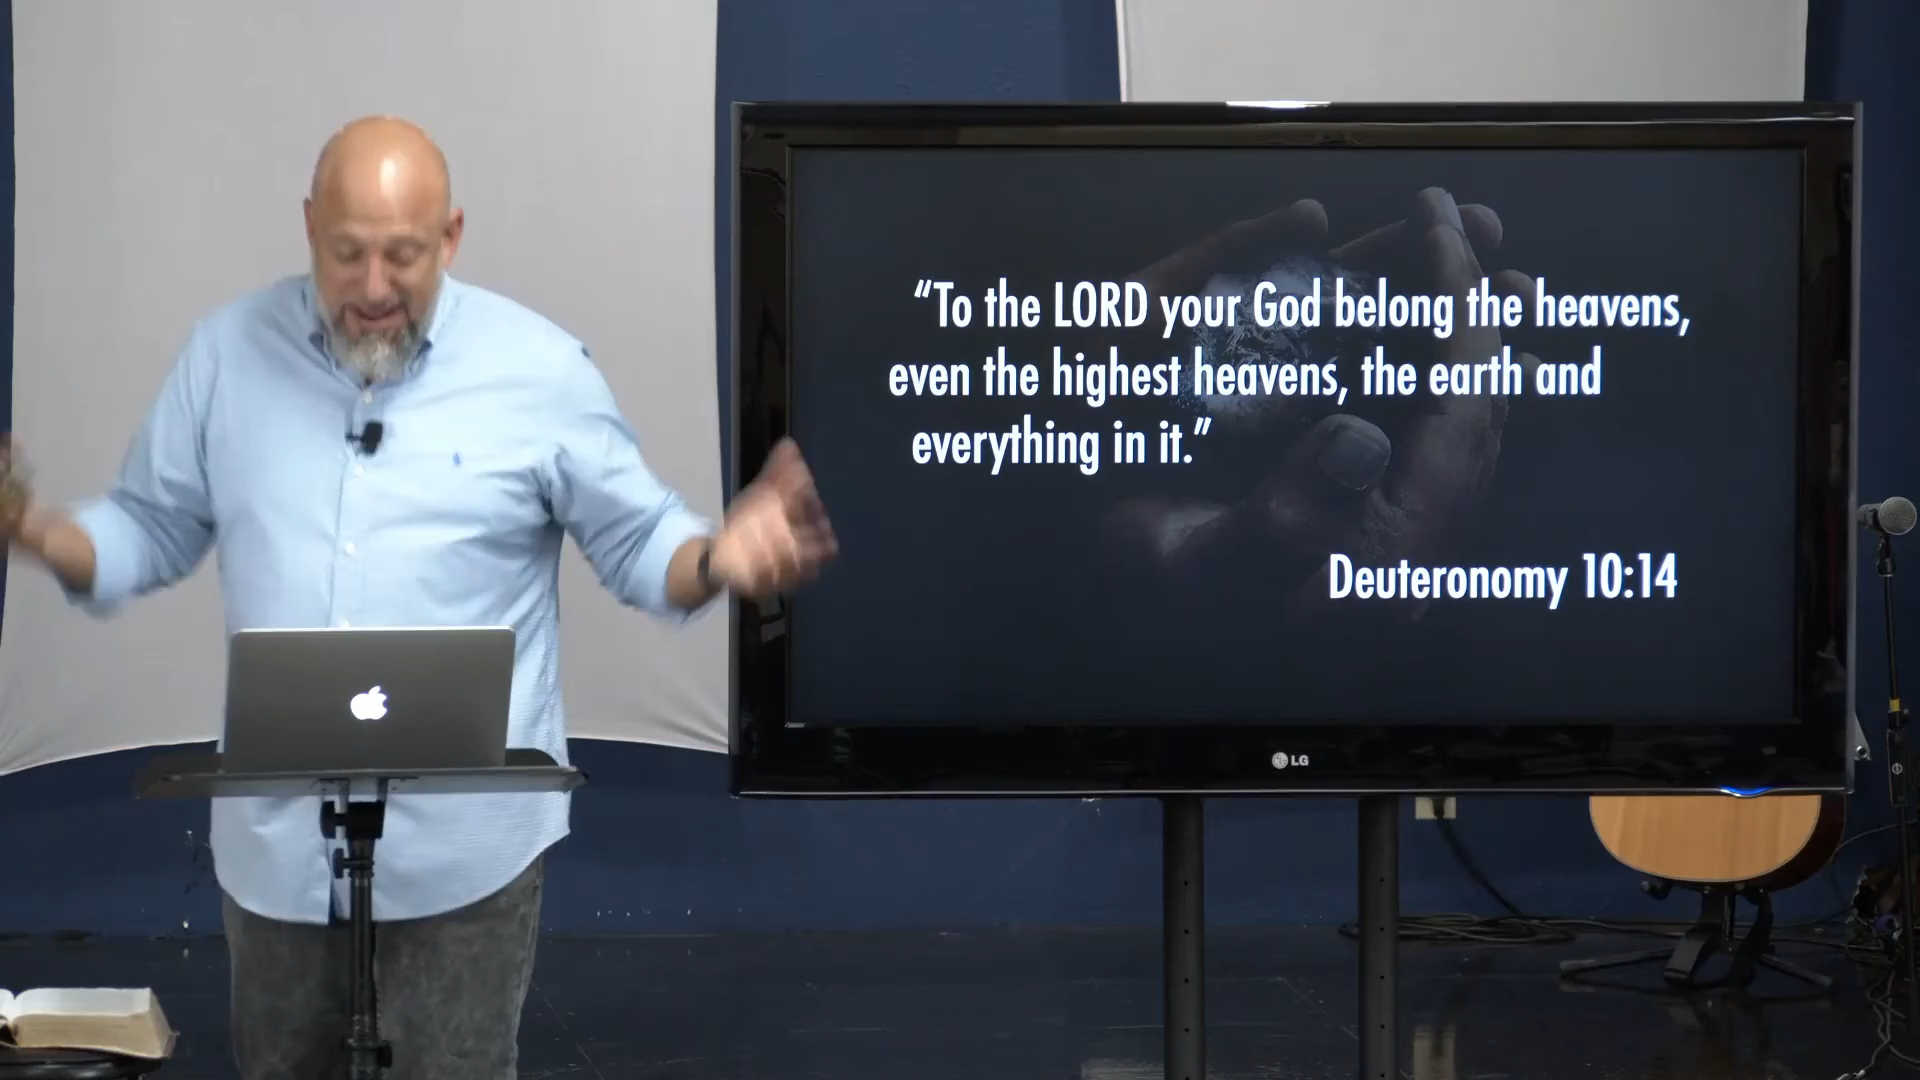 “To the LORD your God belong the heavens,
even the highest heavens, the earth and
everything in it.”
Deuteronomy 10:14
LG